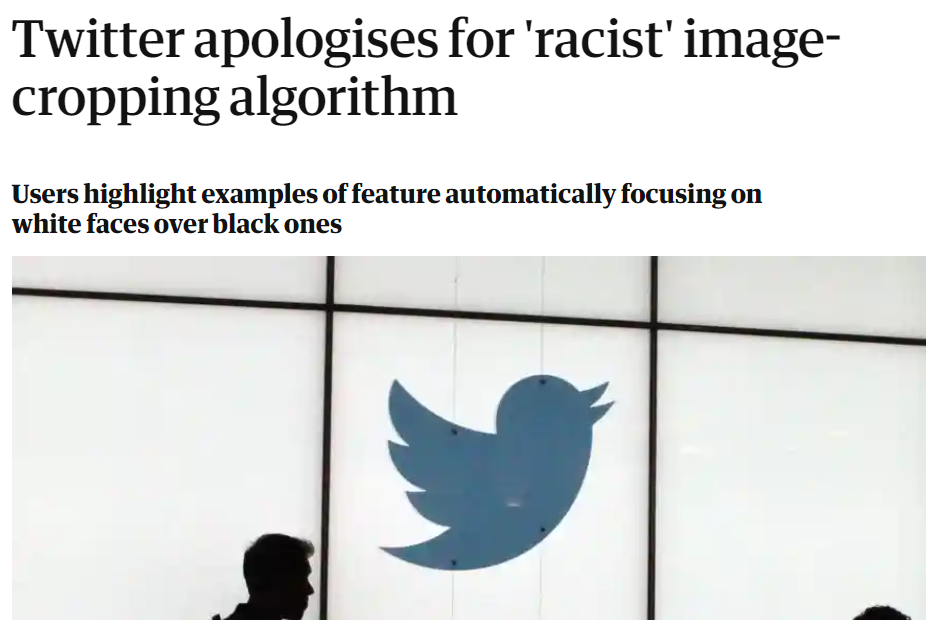 Twitter apologises for 'racist' image-
cropping algorithm
Users highlight examples of feature automatically focusing on
white faces over black ones